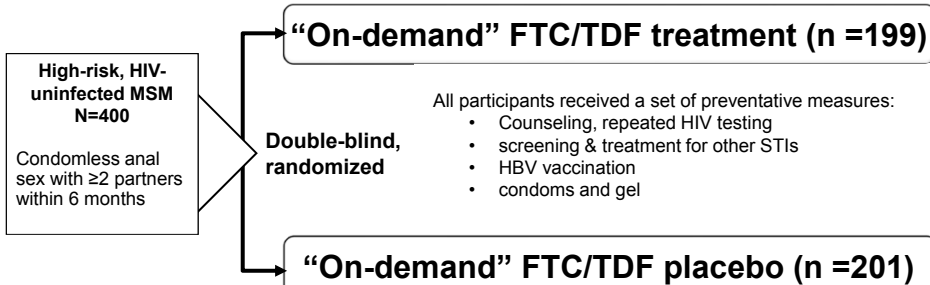 “On-demand” FTC/TDF treatment (n =199)
High-risk, HIV-
uninfected MSM
N=400
Condomless anal
sex with ≥2 partners
within 6 months
Double-blind,
randomized
All participants received a set of preventative measures:
• Counseling, repeated HIV testing
• screening & treatment for other STIs
• HBV vaccination
• condoms and gel
“On-demand” FTC/TDF placebo (n =201)